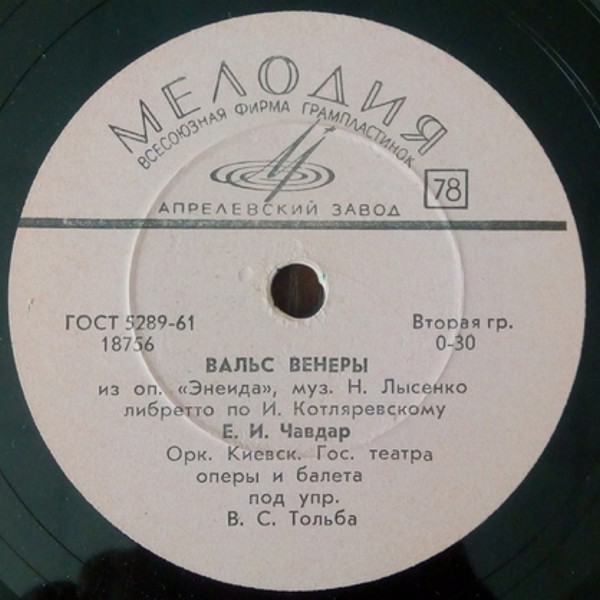 МЕЛОДИЯ
ВСЕСОЮЗНАЯ ФИРМА ГРАМПЛАСТИНОК
78
АПРЕЛЕВСКИЙ ЗАВОД
ГОСТ 5289-61
18756
Вторая гр.
0-30
ВАЛЬС ВЕНЕРЫ
из оп. «Энеида», муз. Н. Лысенко
либретто по И. Котляревскому
Е. И. Чавдар
Орк. Киевск. Гос. театра
оперы и балета
под упр.
В. С. Тольба